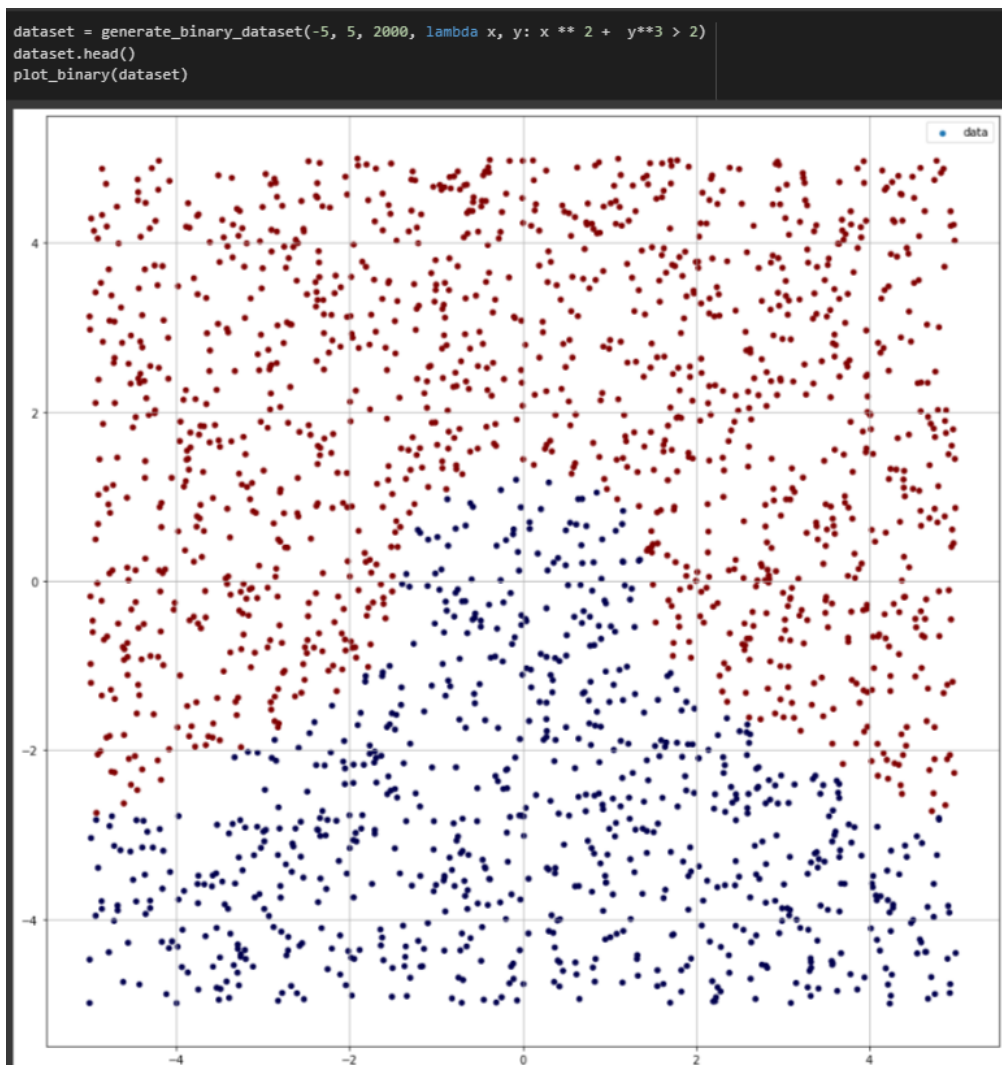 dataset = generate_binary_dataset(-5, 5, 2000, lambda x, y: x ** 2 +  y**3 > 2)
dataset.head()
plot_binary(dataset)
data
4
2
0
−2
−4
−4
−2
0
2
4